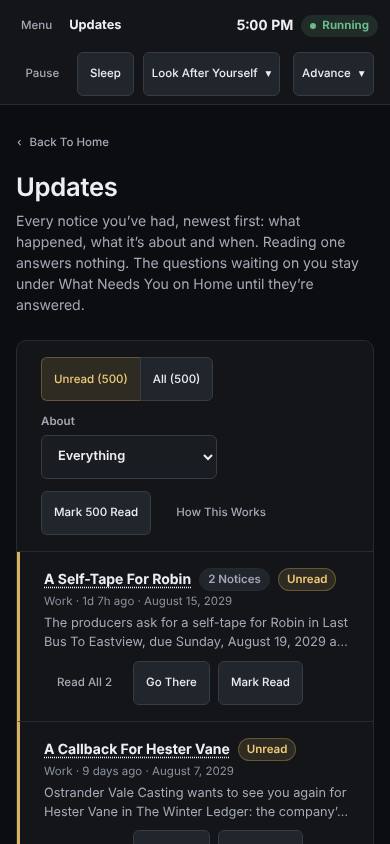 Menu Updates 5:00 PM Running
Pause Sleep Look After Yourself ▾ Advance ▾
‹ Back To Home
Updates
Every notice you’ve had, newest first: what
happened, what it’s about and when. Reading one
answers nothing. The questions waiting on you stay
under What Needs You on Home until they’re
answered.
Unread (500) All (500)
About
Everything
Mark 500 Read How This Works
A Self-Tape For Robin 2 Notices Unread
Work · 1d 7h ago · August 15, 2029
The producers ask for a self-tape for Robin in Last
Bus To Eastview, due Sunday, August 19, 2029 a…
Read All 2 Go There Mark Read
A Callback For Hester Vane Unread
Work · 9 days ago · August 7, 2029
Ostrander Vale Casting wants to see you again for
Hester Vane in The Winter Ledger: the company’…